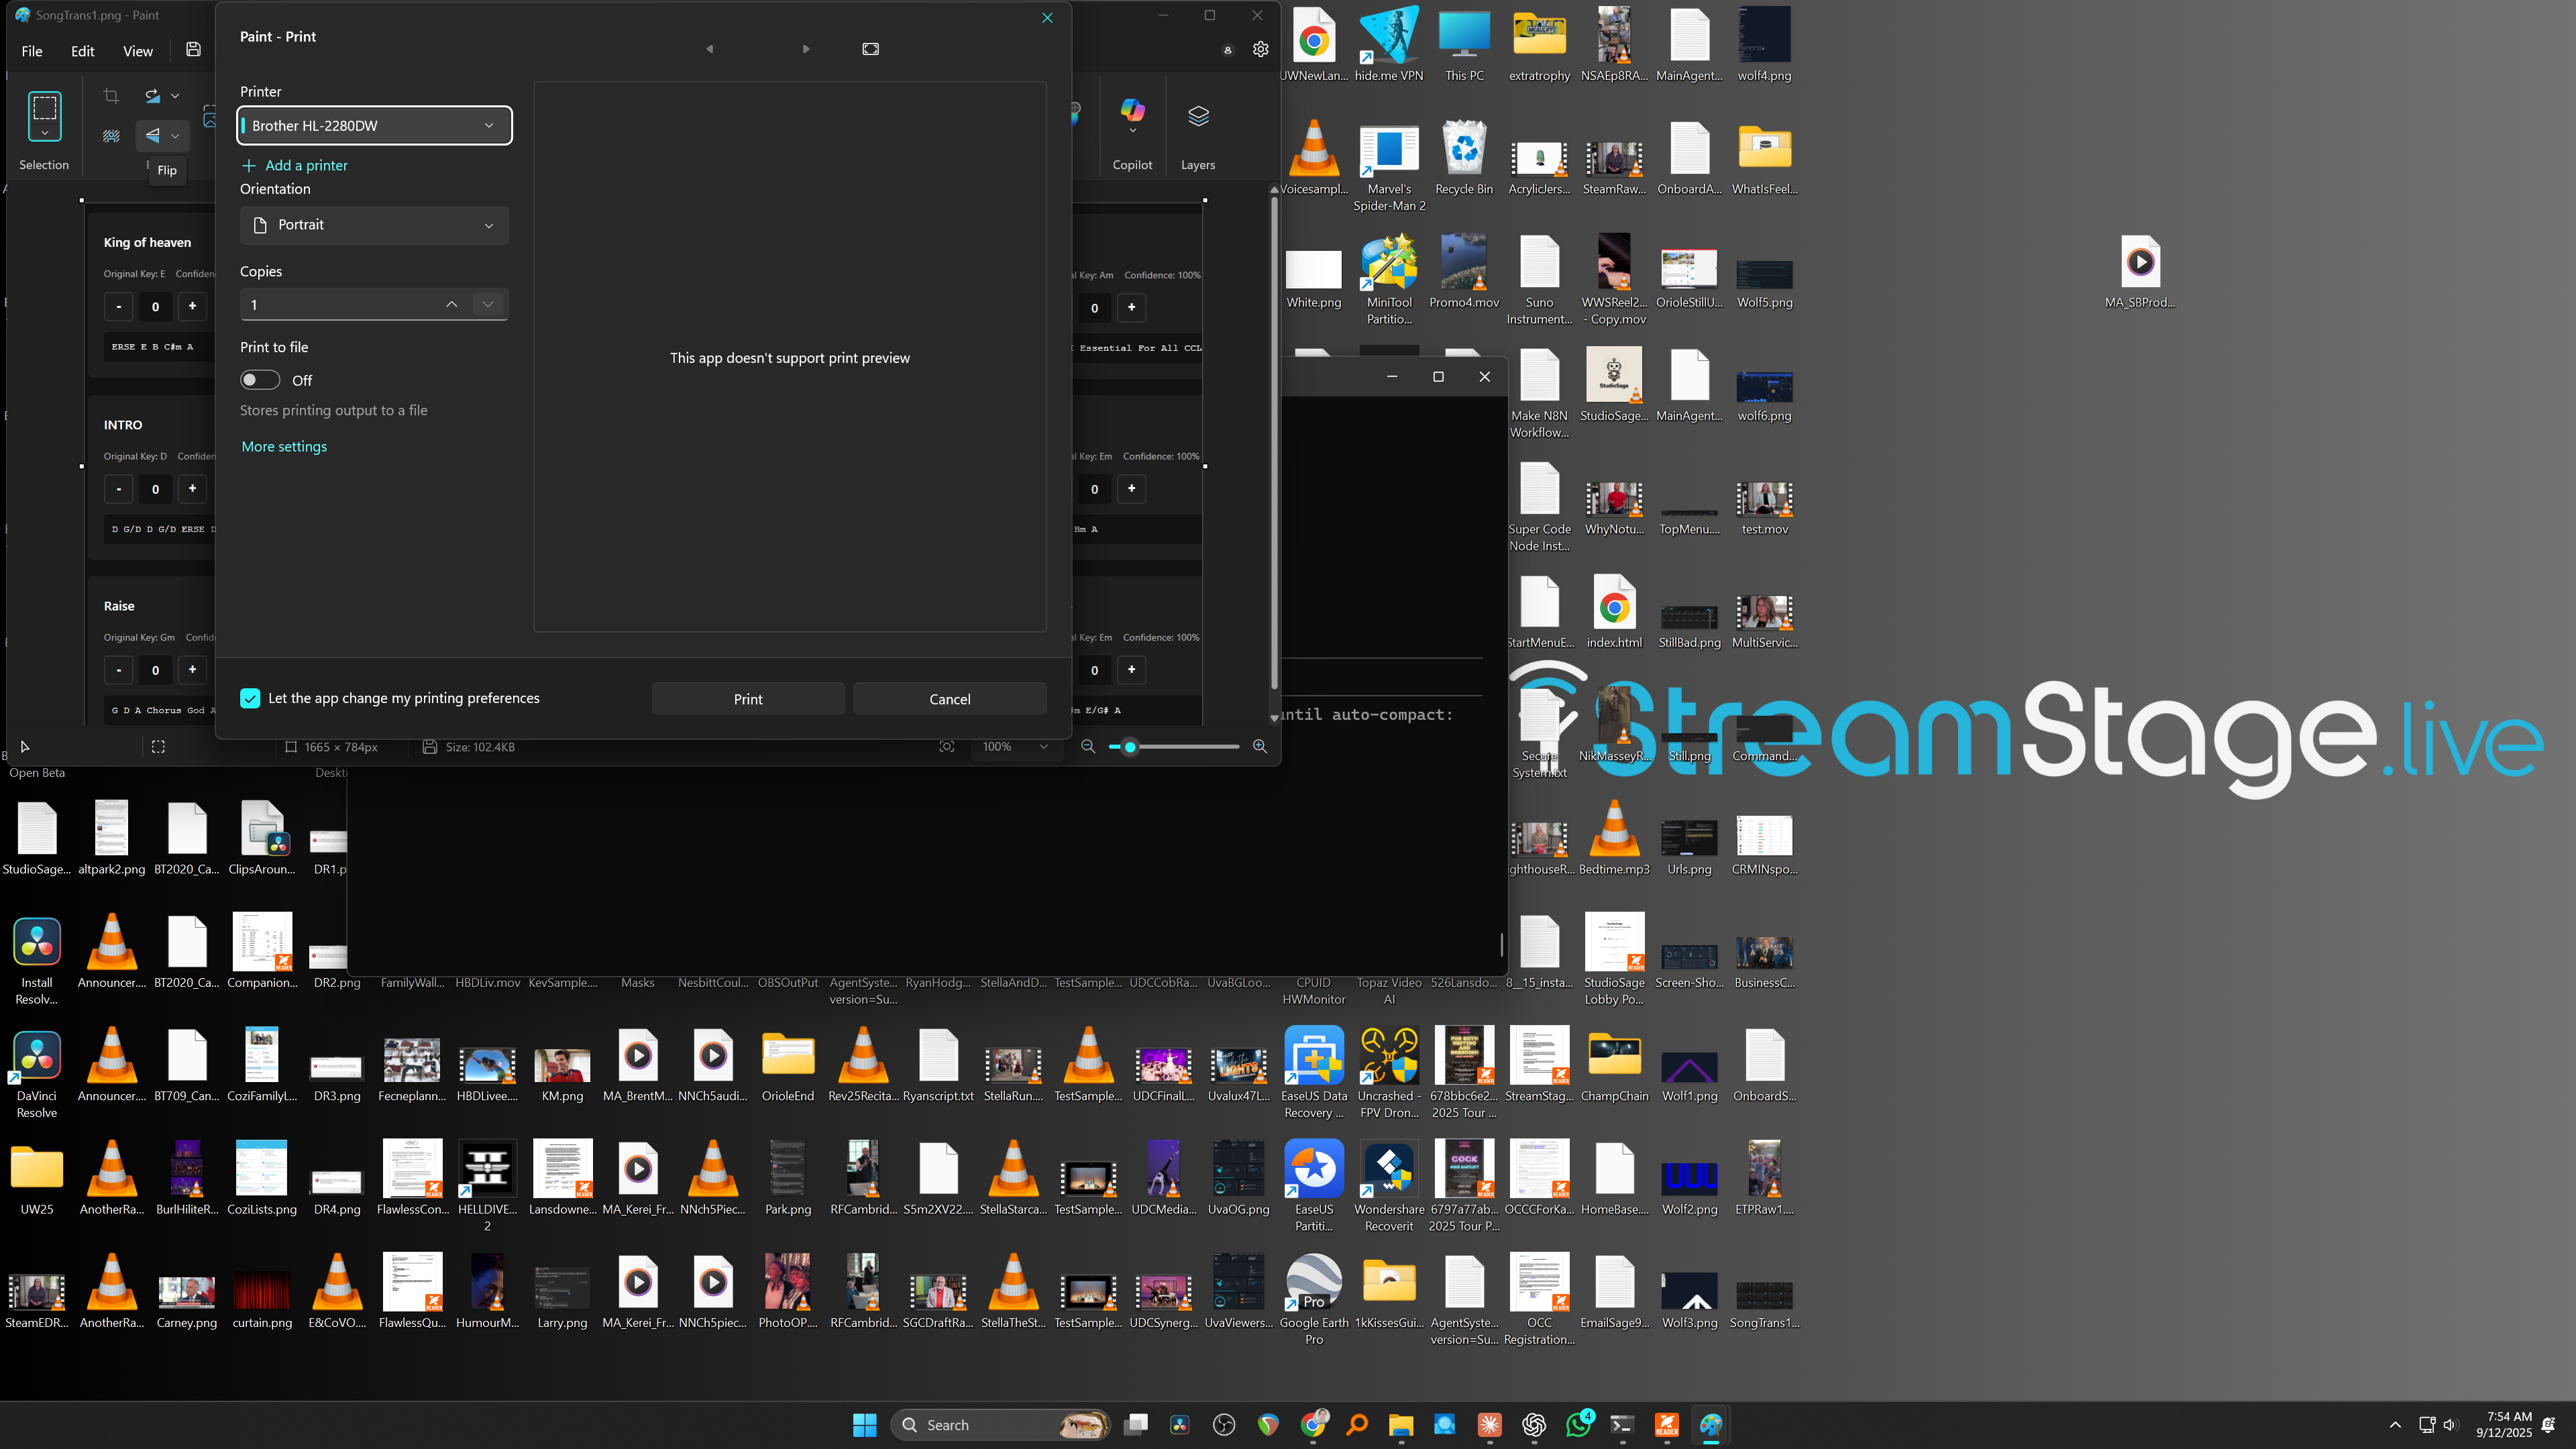 SongTrans1.png - Paint
File
Edit
View
Selection
Flip
Copilot
Layers
Paint - Print
Printer
Brother HL-2280DW
Add a printer
Orientation
Portrait
Copies
1
Print to file
Off
Stores printing output to a file
More settings
This app doesn't support print preview
Let the app change my printing preferences
Print
Cancel
King of heaven
Original Key: E
- 0 +
ERSE E B C#m A
INTRO
Original Key: D
- 0 +
D G/D D G/D ERSE D
Raise
Original Key: Gm
- 0 +
G D A Chorus God A
Key: Am Confidence: 100%
0 +
Essential For All CCL
Key: Em Confidence: 100%
0 +
Bm A
Key: Em Confidence: 100%
0 +
E/G# A
1665 × 784px
Size: 102.4KB
100%
until auto-compact:
UWNewLan...
hide.me VPN
This PC
extratrophy
NSAEp8RA...
MainAgent...
wolf4.png
Voicesampl...
Marvel's Spider-Man 2
Recycle Bin
AcrylicJers...
SteamRaw...
OnboardA...
WhatIsFeel...
White.png
MiniTool Partitio...
Promo4.mov
Suno Instrument...
WWSReel2... - Copy.mov
OrioleStillU...
Wolf5.png
MA_SBProd...
Make N8N Workflow...
StudioSage...
MainAgent...
wolf6.png
Super Code Node Inst...
WhyNotu...
TopMenu....
test.mov
StartMenuE...
index.html
StillBad.png
MultiServic...
Secure System.txt
NikMasseyR...
Still.png
Command...
StreamStage.live
Open Beta
StudioSage...
altpark2.png
BT2020_Ca...
ClipsAroun...
ghthouseR...
Bedtime.mp3
Urls.png
CRMINspo...
Install Resolv...
Announcer....
BT2020_Ca...
Companion...
DR2.png
FamilyWall...
HBDLiv.mov
KevSample....
Masks
NesbittCoul...
OBSOutPut
AgentSyste... version=Su...
RyanHodg...
StellaAndD...
TestSample...
UDCCobRa...
UvaBGLoo...
CPUID HWMonitor
Topaz Video AI
526Lansdo...
8__15_insta...
StudioSage Lobby Po...
Screen-Sho...
BusinessC...
DaVinci Resolve
Announcer....
BT709_Can...
CoziFamilyL...
DR3.png
Fecneplann...
HBDLivee....
KM.png
MA_BrentM...
NNCh5audi...
OrioleEnd
Rev25Recita...
Ryanscript.txt
StellaRun....
TestSample...
UDCFinalL...
Uvalux47L...
EaseUS Data Recovery ...
Uncrashed - FPV Dron...
678bbc6e2... 2025 Tour ...
StreamStag...
ChampChain
Wolf1.png
OnboardS...
UW25
AnotherRa...
BurlHiliteR...
CoziLists.png
DR4.png
FlawlessCon...
HELLDIVE... 2
Lansdowne...
MA_Kerei_Fr...
NNch5Piec...
Park.png
RFCambrid...
S5m2XV22....
StellaStarca...
TestSample...
UDCMedia...
UvaOG.png
EaseUS Partiti...
Wondershare Recoverit
6797a77ab... 2025 Tour P...
OCCCForKa...
HomeBase....
Wolf2.png
ETPRaw1....
SteamEDR...
AnotherRa...
Carney.png
curtain.png
E&CoVO....
FlawlessQu...
HumourM...
Larry.png
MA_Kerei_Fr...
NNCh5piec...
PhotoOP....
RFCambrid...
SGCDraftRa...
StellaTheSt...
TestSample...
UDCSynerg...
UvaViewers...
Google Earth Pro
1kKissesGui...
AgentSyste... version=Su...
OCC Registration...
EmailSage9...
Wolf3.png
SongTrans1...
Search
4
7:54 AM
9/12/2025